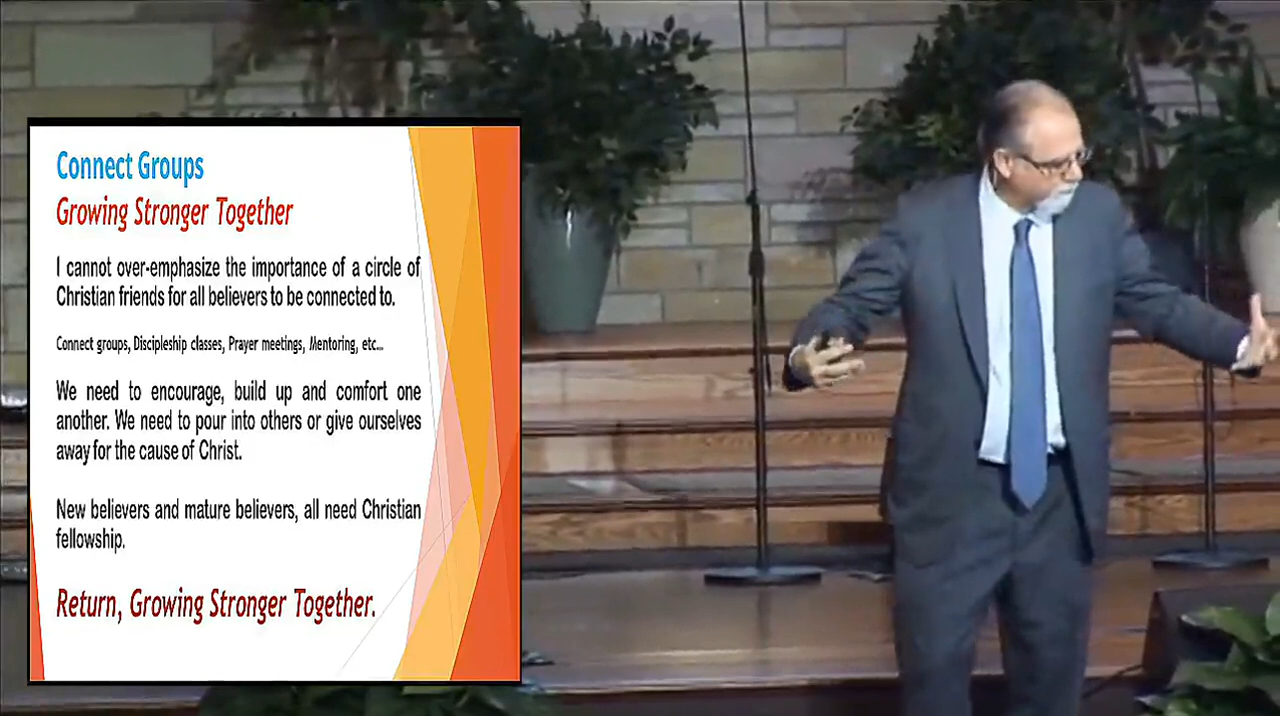 Connect Groups
Growing Stronger Together
I cannot over-emphasize the importance of a circle of
Christian friends for all believers to be connected to.
Connect groups, Discipleship classes, Prayer meetings, Mentoring, etc...
We need to encourage, build up and comfort one
another. We need to pour into others or give ourselves
away for the cause of Christ.
New believers and mature believers, all need Christian
fellowship.
Return, Growing Stronger Together.